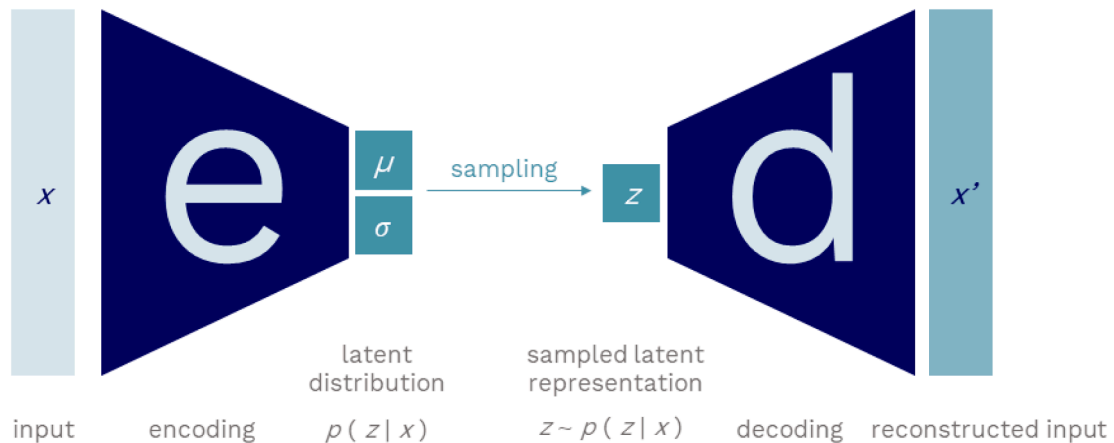 x
e
μ
σ
sampling
z
d
x’
latent
distribution
sampled latent
representation
input
encoding
p ( z | x )
z ~ p ( z | x )
decoding
reconstructed input